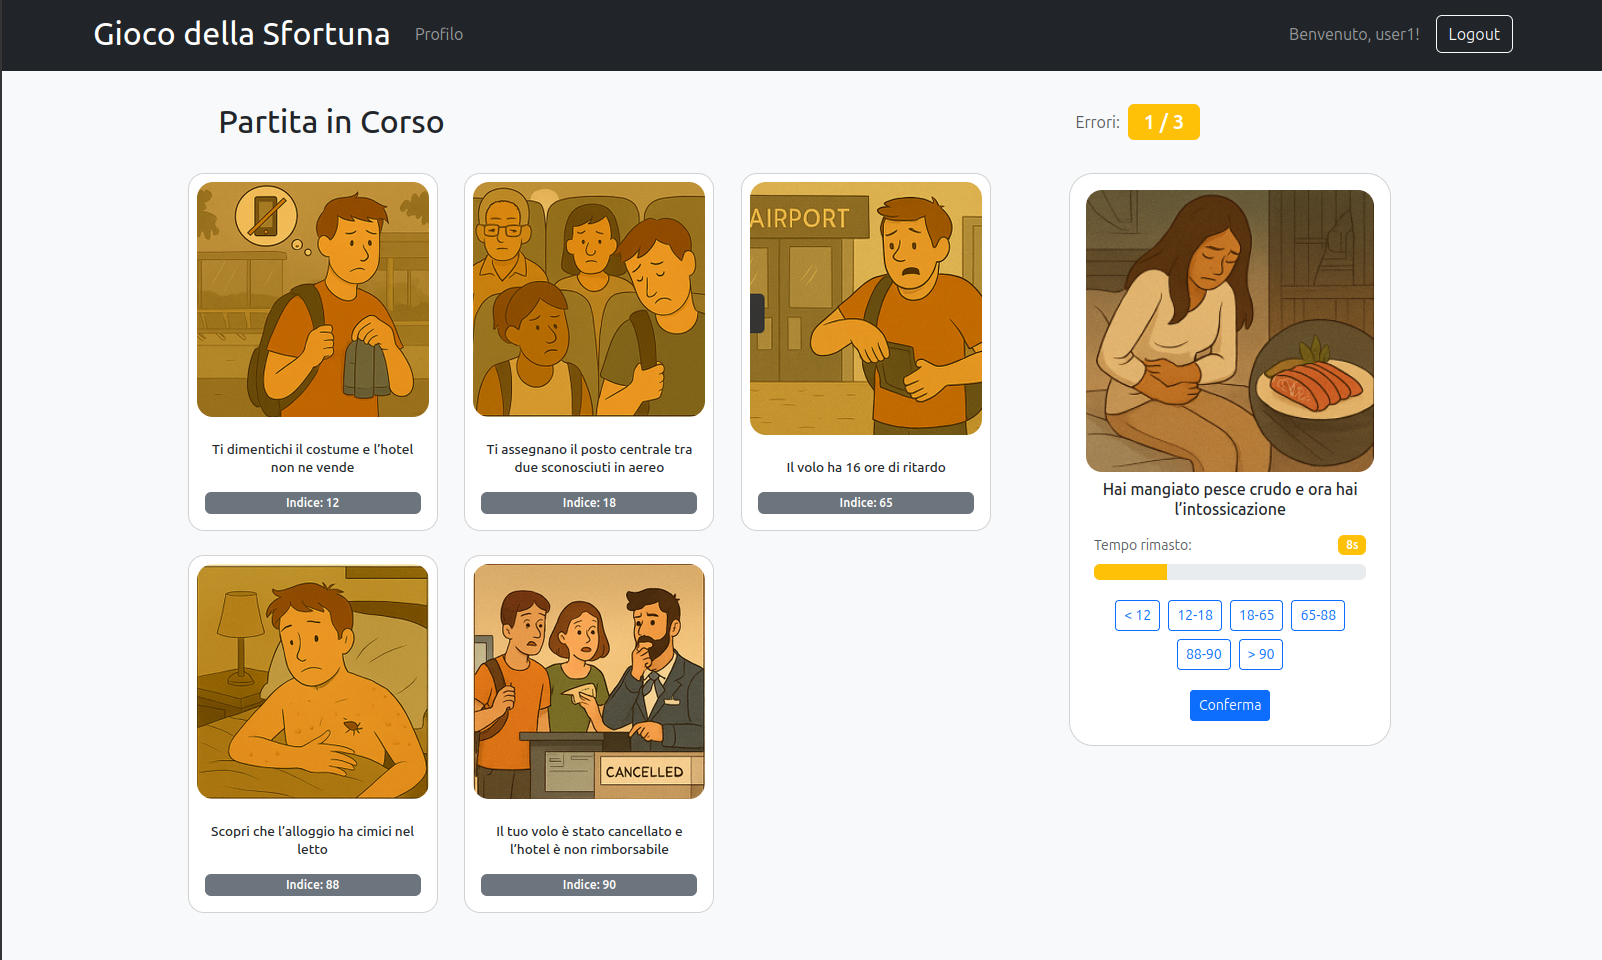 Gioco della Sfortuna
Profilo
Benvenuto, user1!
Logout
Partita in Corso
Errori:
1 / 3
Ti dimentichi il costume e l'hotel
non ne vende
Indice: 12
Ti assegnano il posto centrale tra
due sconosciuti in aereo
Indice: 18
AIRPORT
Il volo ha 16 ore di ritardo
Indice: 65
Scopri che l'alloggio ha cimici nel
letto
Indice: 88
CANCELLED
Il tuo volo è stato cancellato e
l'hotel è non rimborsabile
Indice: 90
Hai mangiato pesce crudo e ora hai
l'intossicazione
Tempo rimasto:
8s
< 12
12-18
18-65
65-88
88-90
> 90
Conferma